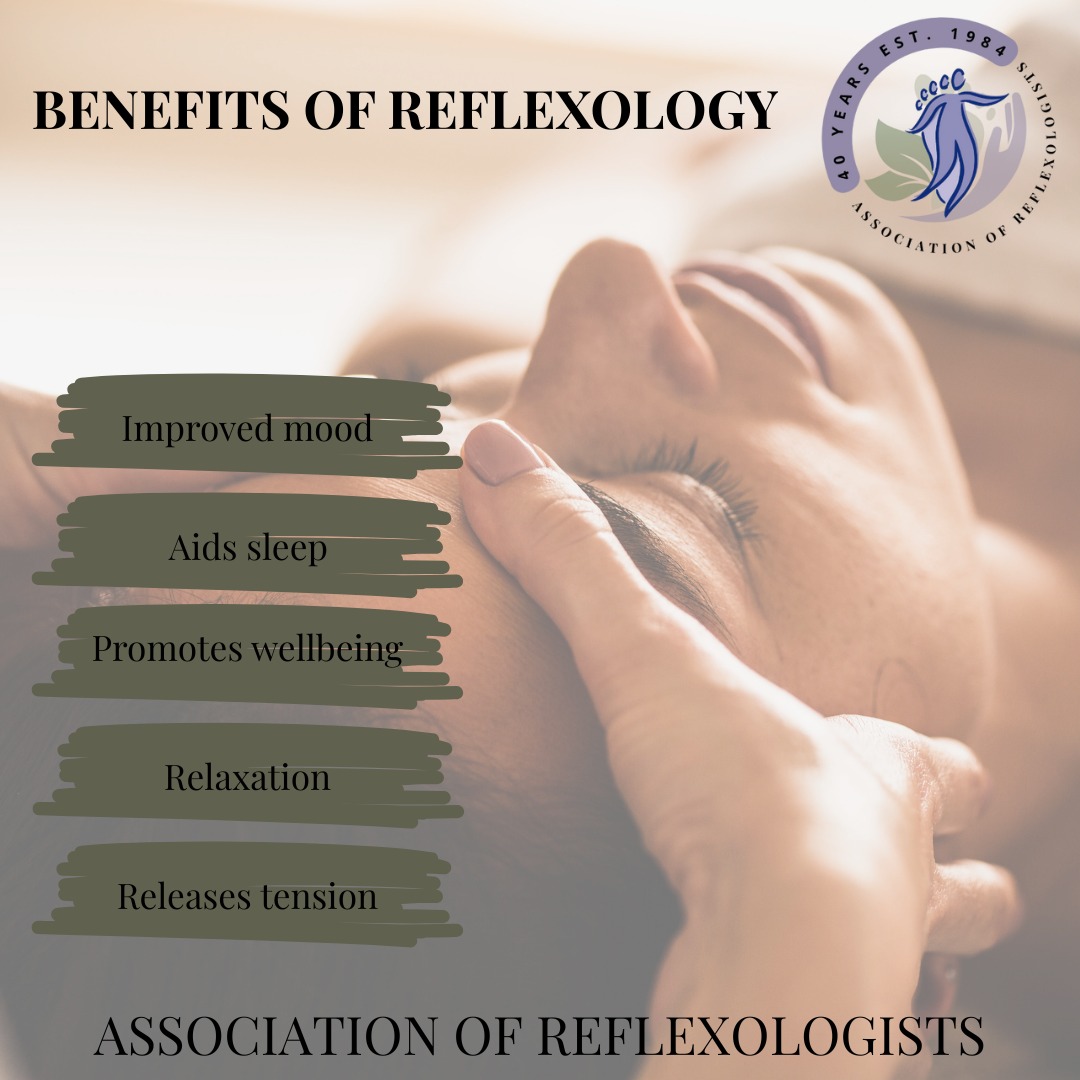 BENEFITS OF REFLEXOLOGY
40 YEARS EST. 1984
ASSOCIATION OF REFLEXOLOGISTS
Improved mood
Aids sleep
Promotes wellbeing
Relaxation
Releases tension
ASSOCIATION OF REFLEXOLOGISTS